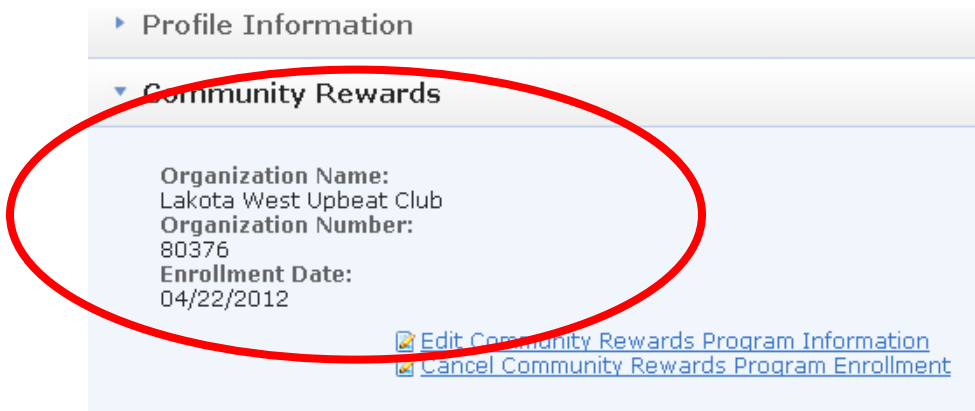 Profile Information
Community Rewards
Organization Name:
Lakota West Upbeat Club
Organization Number:
80376
Enrollment Date:
04/22/2012
Edit Community Rewards Program Information
Cancel Community Rewards Program Enrollment